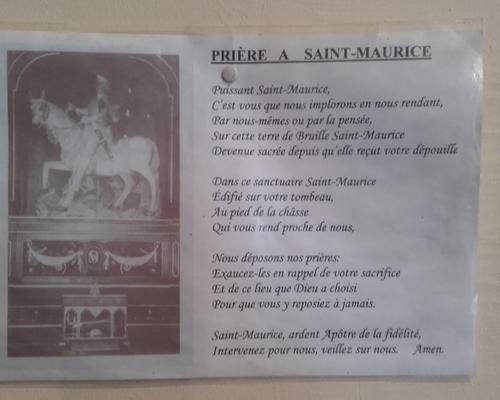 PRIÈRE A SAINT-MAURICE
Puissant Saint-Maurice,
C'est vous que nous implorons en nous rendant,
Par nous-mêmes ou par la pensée,
Sur cette terre de Bruille Saint-Maurice
Devenue sacrée depuis qu'elle reçut votre dépouille
Dans ce sanctuaire Saint-Maurice
Édifié sur votre tombeau,
Au pied de la châsse
Qui vous rend proche de nous,
Nous déposons nos prières:
Exaucez-les en rappel de votre sacrifice
Et de ce lieu que Dieu a choisi
Pour que vous y reposiez à jamais.
Saint-Maurice, ardent Apôtre de la fidélité,
Intervenez pour nous, veillez sur nous. Amen.